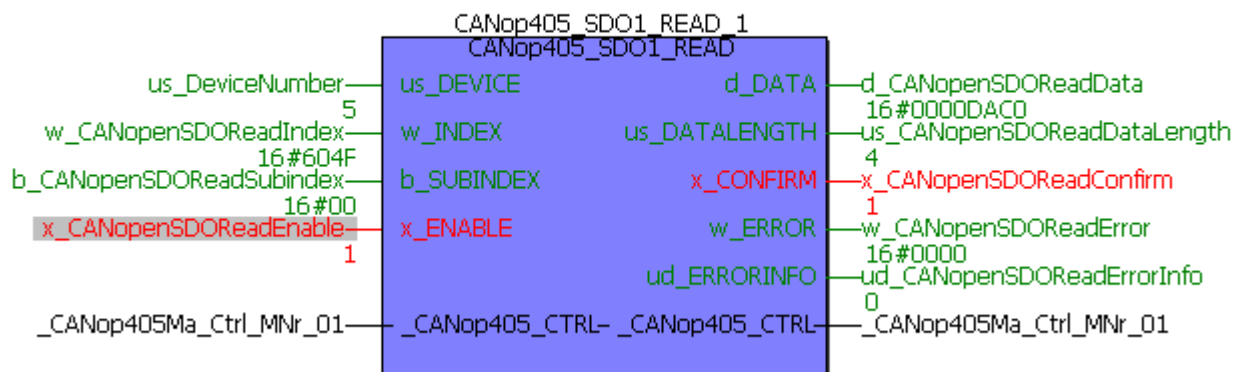 CANop405_SDO1_READ_1
CANop405_SDO1_READ
us_DeviceNumber us_DEVICE d_DATA d_CANopenSDOReadData
5 16#0000DAC0
w_CANopenSDOReadIndex w_INDEX us_DATALENGTH us_CANopenSDOReadDataLength
16#604F 4
b_CANopenSDOReadSubindex b_SUBINDEX x_CONFIRM x_CANopenSDOReadConfirm
16#00 1
x_CANopenSDOReadEnable x_ENABLE w_ERROR w_CANopenSDOReadError
1 16#0000
ud_ERRORINFO ud_CANopenSDOReadErrorInfo
0
_CANop405Ma_Ctrl_MNr_01 _CANop405_CTRL _CANop405_CTRL _CANop405Ma_Ctrl_MNr_01